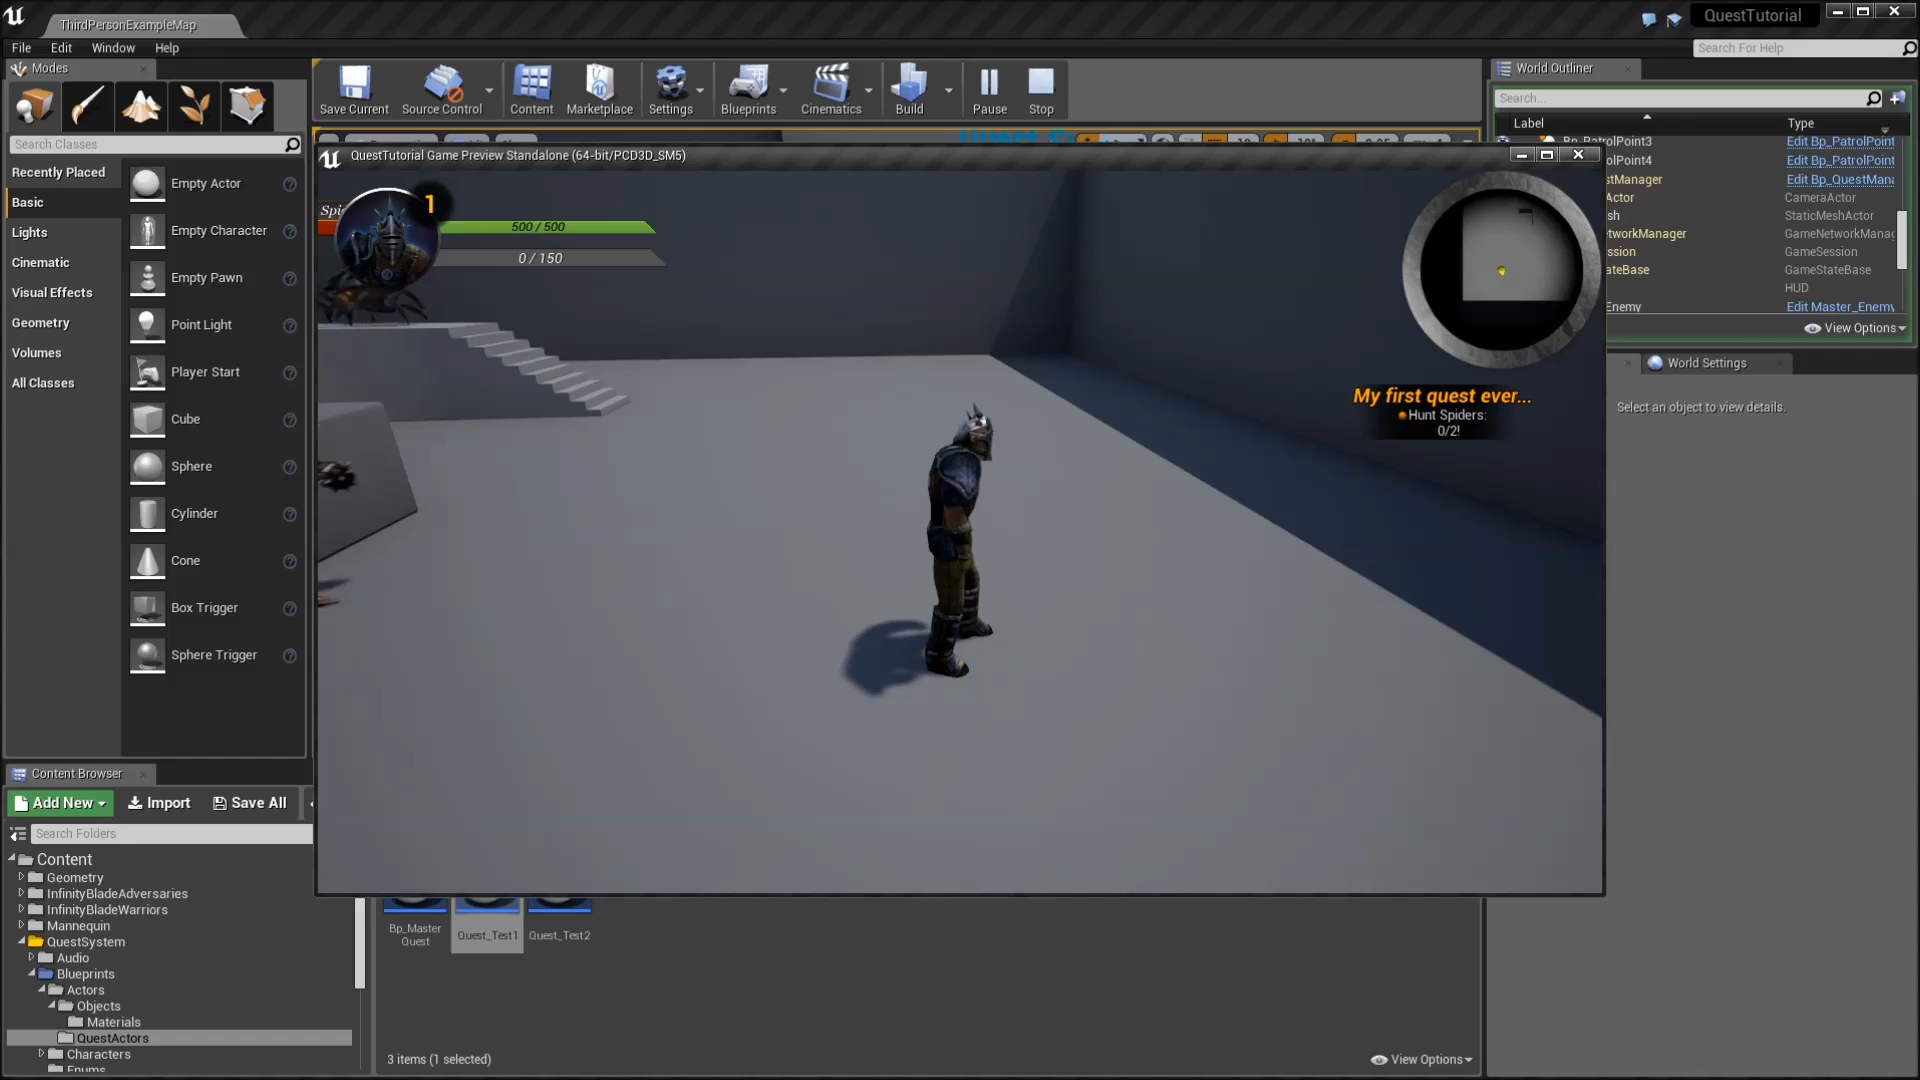 ThirdPersonExampleMap
QuestTutorial
File Edit Window Help
Search For Help
Modes
Save Current
Source Control
Content
Marketplace
Settings
Blueprints
Cinematics
Build
Pause
Stop
World Outliner
Search...
Label
Type
Bp_PatrolPoint3
Edit Bp_PatrolPoint
olPoint4
Edit Bp_PatrolPoint
stManager
Edit Bp_QuestMana
Actor
CameraActor
sh
StaticMeshActor
etworkManager
GameNetworkManag
ssion
GameSession
ateBase
GameStateBase
HUD
Enemy
Edit Master_Enemy
View Options
World Settings
Select an object to view details.
Search Classes
Recently Placed
Basic
Lights
Cinematic
Visual Effects
Geometry
Volumes
All Classes
Empty Actor
Empty Character
Empty Pawn
Point Light
Player Start
Cube
Sphere
Cylinder
Cone
Box Trigger
Sphere Trigger
QuestTutorial Game Preview Standalone (64-bit/PCD3D_SM5)
Spi
1
500 / 500
0 / 150
My first quest ever...
Hunt Spiders:
0/2!
Content Browser
Add New
Import
Save All
Search Folders
Content
Geometry
InfinityBladeAdversaries
InfinityBladeWarriors
Mannequin
QuestSystem
Audio
Blueprints
Actors
Objects
Materials
QuestActors
Characters
Enums
Bp_Master
Quest
Quest_Test1
Quest_Test2
3 items (1 selected)
View Options